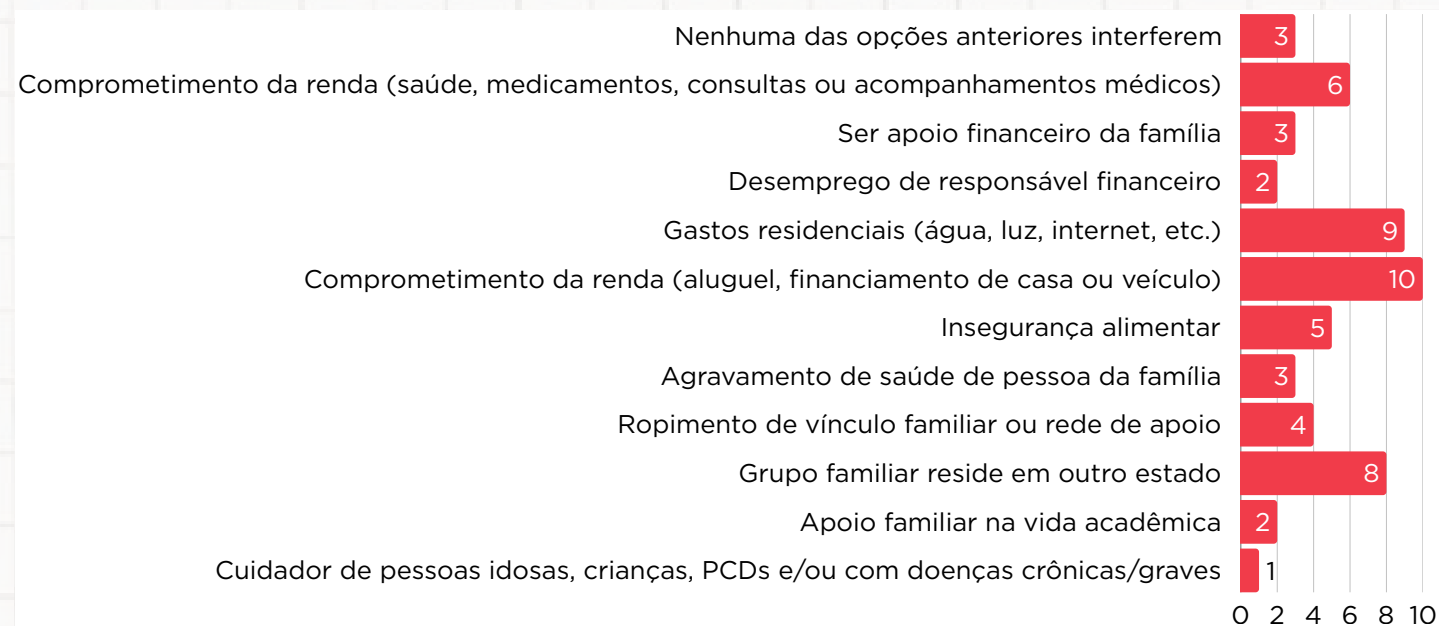 Nenhuma das opções anteriores interferem 3
Comprometimento da renda (saúde, medicamentos, consultas ou acompanhamentos médicos) 6
Ser apoio financeiro da família 3
Desemprego de responsável financeiro 2
Gastos residenciais (água, luz, internet, etc.) 9
Comprometimento da renda (aluguel, financiamento de casa ou veículo) 10
Insegurança alimentar 5
Agravamento de saúde de pessoa da família 3
Ropimento de vínculo familiar ou rede de apoio 4
Grupo familiar reside em outro estado 8
Apoio familiar na vida acadêmica 2
Cuidador de pessoas idosas, crianças, PCDs e/ou com doenças crônicas/graves 1
0 2 4 6 8 10